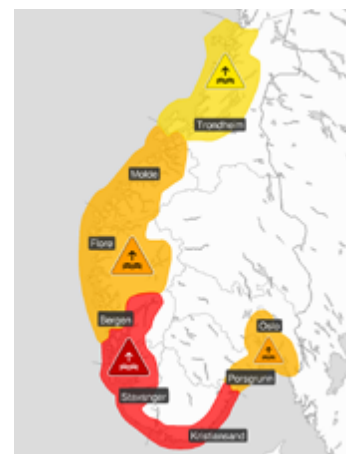 Trondheim
Molde
Florø
Bergen
Oslo
Stavanger
Porsgrunn
Kristiansand